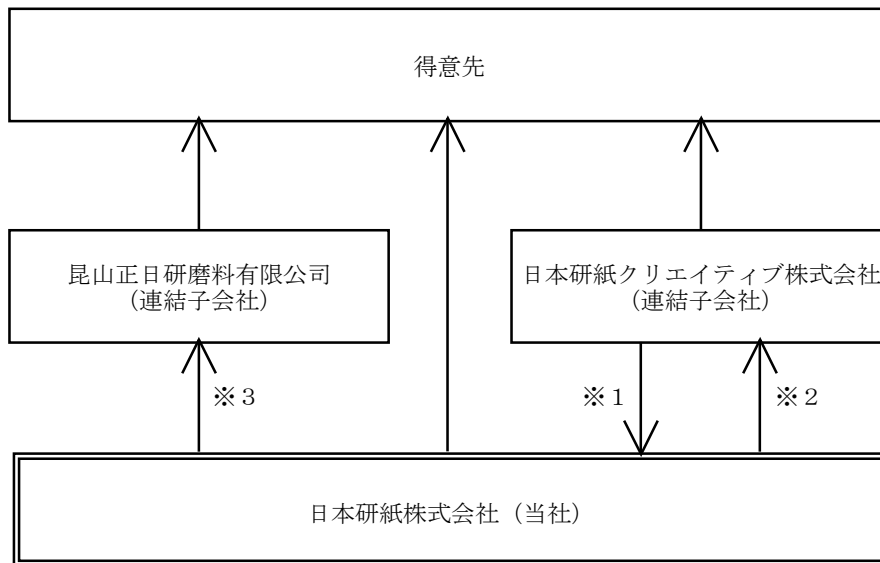 得意先
昆山正日研磨料有限公司
（連結子会社）
日本研紙クリエイティブ株式会社
（連結子会社）
※３
※１
※２
日本研紙株式会社（当社）